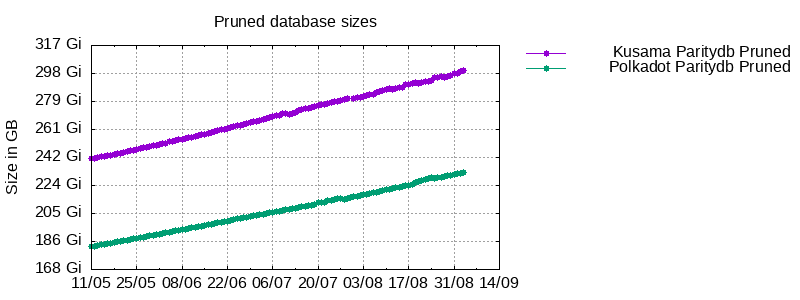 Pruned database sizes
317 Gi
298 Gi
279 Gi
261 Gi
242 Gi
224 Gi
205 Gi
186 Gi
168 Gi
Size in GB
11/05 25/05 08/06 22/06 06/07 20/07 03/08 17/08 31/08 14/09
Kusama Paritydb Pruned
Polkadot Paritydb Pruned